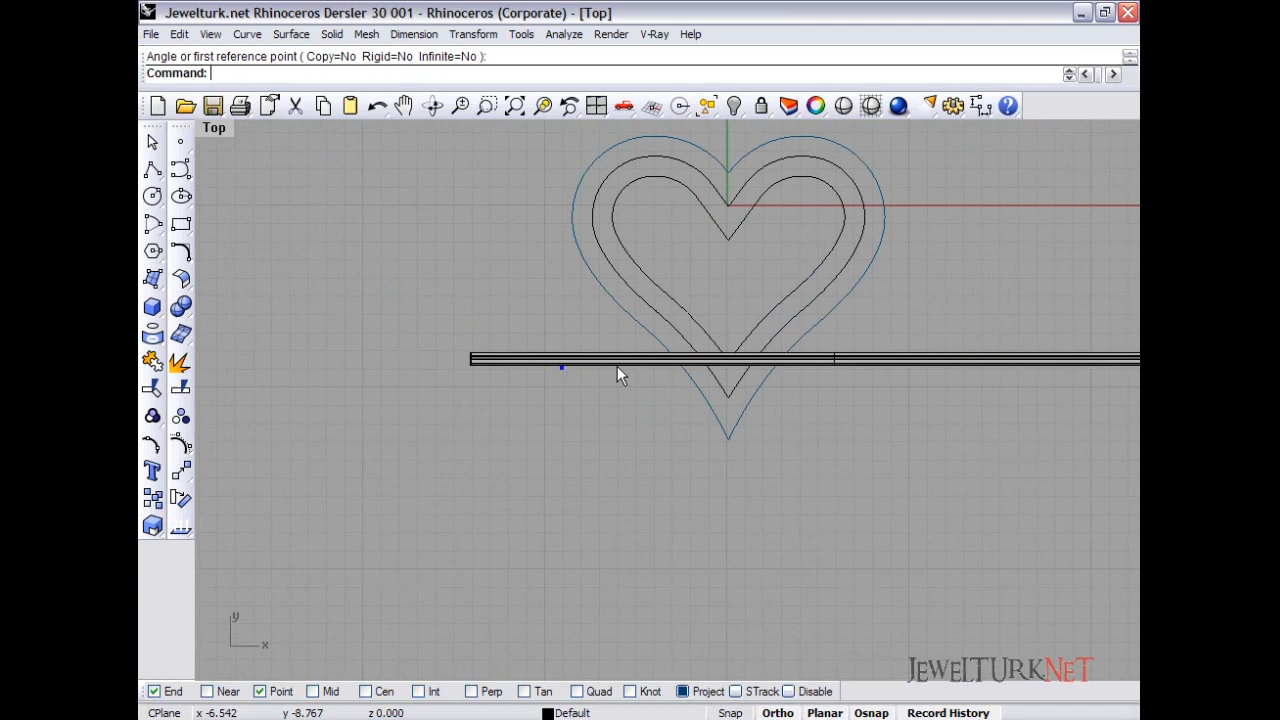 Jewelturk.net Rhinoceros Dersler 30 001 - Rhinoceros (Corporate) - [Top]
File Edit View Curve Surface Solid Mesh Dimension Transform Tools Analyze Render V-Ray Help
Angle or first reference point ( Copy=No Rigid=No Infinite=No ):
Command:
Top
y
x
JEWELTURKNET
End Near Point Mid Cen Int Perp Tan Quad Knot Project STrack Disable
CPlane x -6.542 y -8.767 z 0.000 Default Snap Ortho Planar Osnap Record History